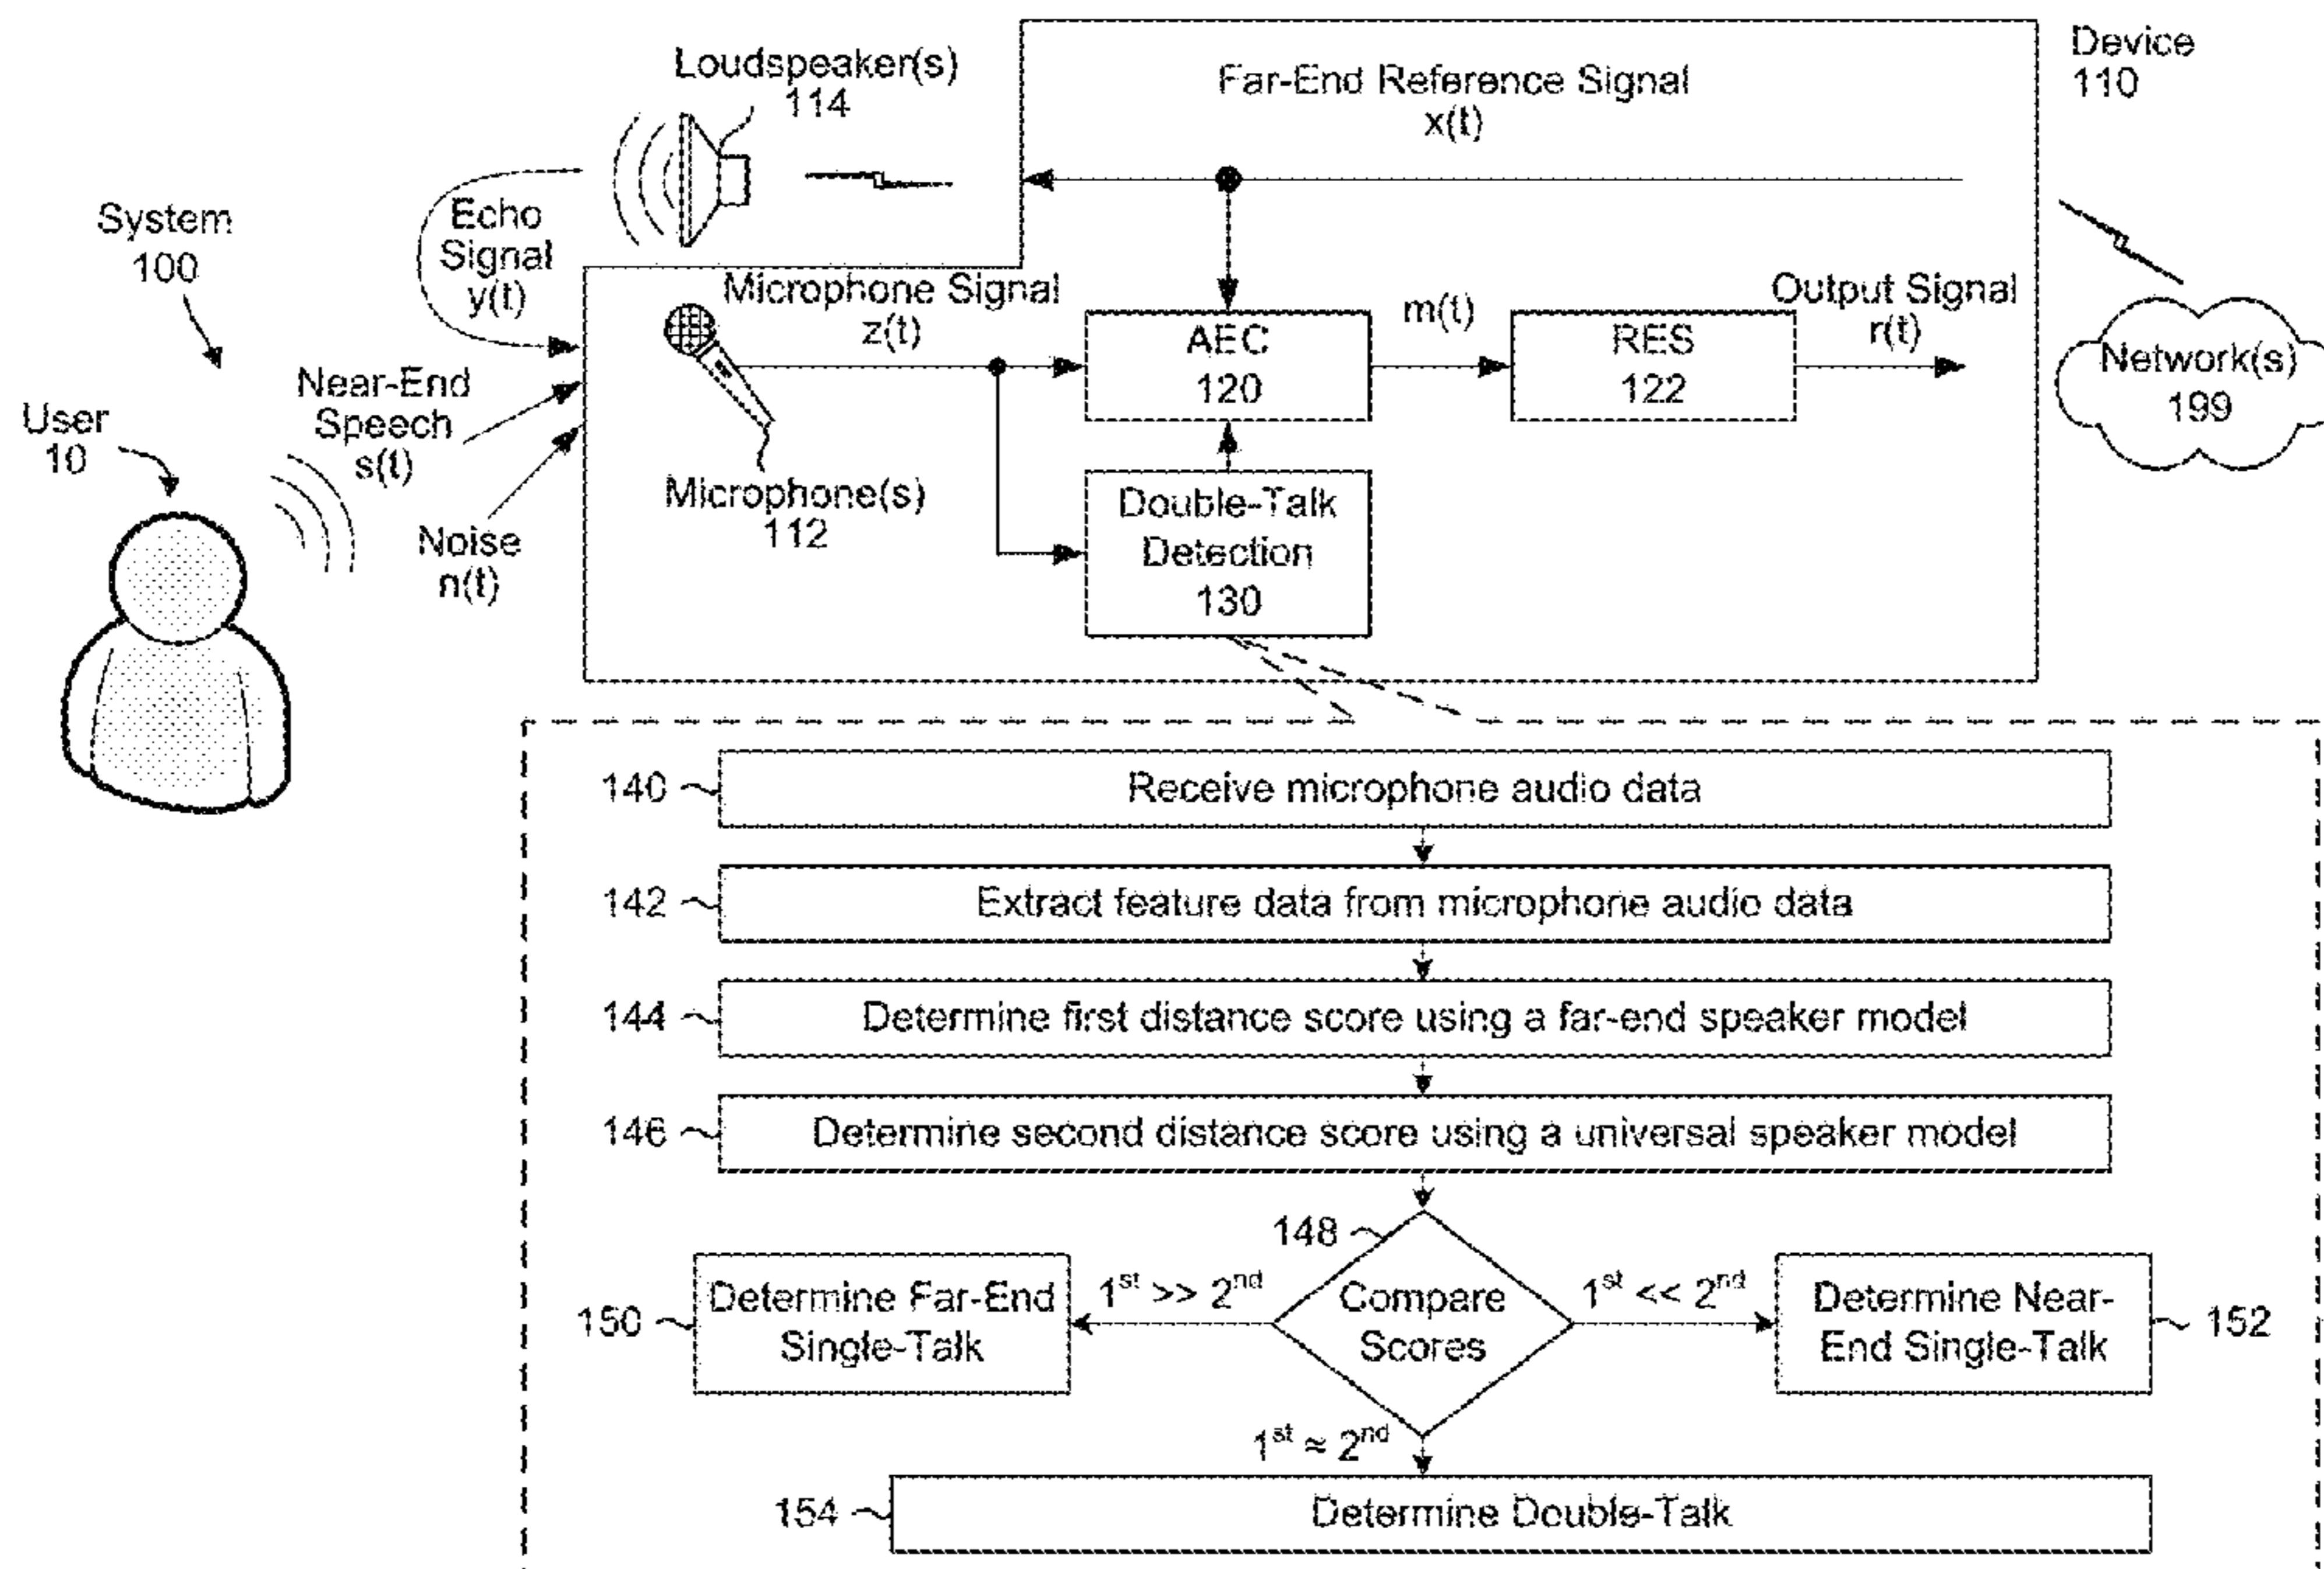 Device
110
Loudspeaker(s)
114
Far-End Reference Signal
x(t)
System
100
Echo
Signal
y(t)
Microphone Signal
z(t)
AEC
120
m(t)
RES
122
Output Signal
r(t)
Network(s)
199
Near-End
Speech
s(t)
User
10
Noise
n(t)
Microphone(s)
112
Double-Talk
Detection
130
140
Receive microphone audio data
142
Extract feature data from microphone audio data
144
Determine first distance score using a far-end speaker model
146
Determine second distance score using a universal speaker model
148
Compare
Scores
1st >> 2nd
1st << 2nd
150
Determine Far-End
Single-Talk
Determine Near-
End Single-Talk
152
1st ≈ 2nd
154
Determine Double-Talk